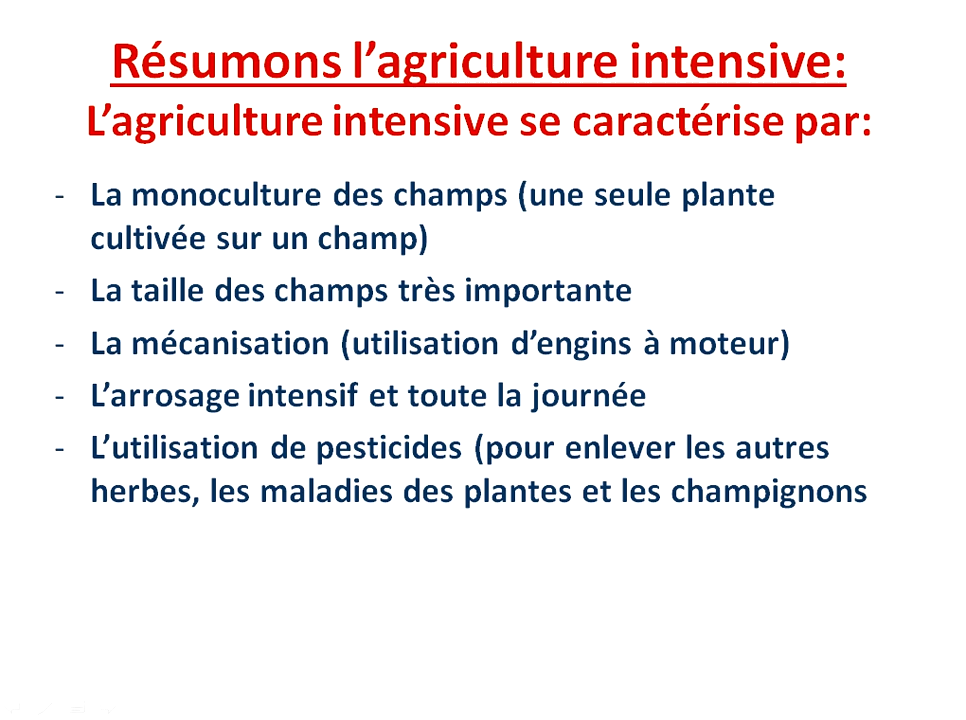 Résumons l’agriculture intensive:
L’agriculture intensive se caractérise par:
- La monoculture des champs (une seule plante
cultivée sur un champ)
- La taille des champs très importante
- La mécanisation (utilisation d’engins à moteur)
- L’arrosage intensif et toute la journée
- L’utilisation de pesticides (pour enlever les autres
herbes, les maladies des plantes et les champignons